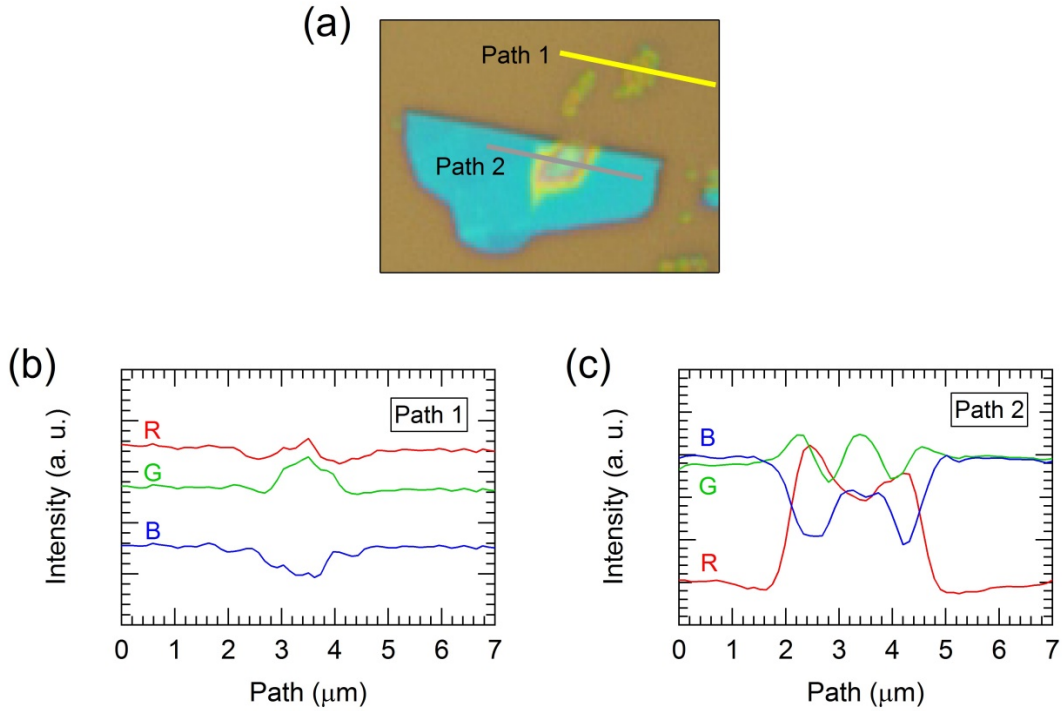 (a)
Path 1
Path 2
(b)
Intensity (a. u.)
Path 1
R
G
B
0 1 2 3 4 5 6 7
Path (μm)
(c)
Intensity (a. u.)
Path 2
B
G
R
0 1 2 3 4 5 6 7
Path (μm)